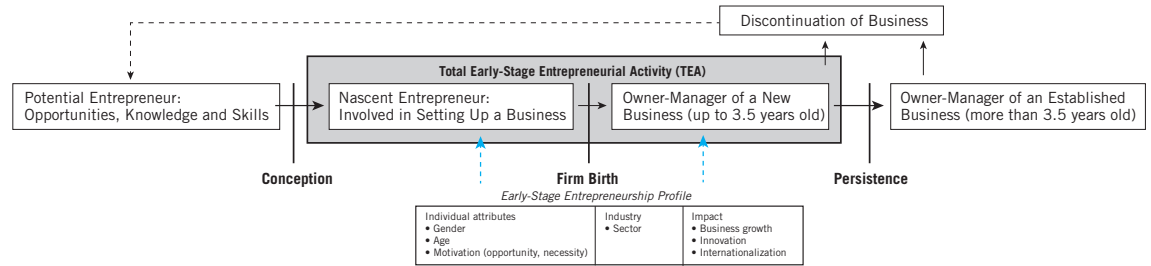 Discontinuation of Business
Total Early-Stage Entrepreneurial Activity (TEA)
Potential Entrepreneur:
Opportunities, Knowledge and Skills
Nascent Entrepreneur:
Involved in Setting Up a Business
Owner-Manager of a New
Business (up to 3.5 years old)
Owner-Manager of an Established
Business (more than 3.5 years old)
Conception
Firm Birth
Persistence
Early-Stage Entrepreneurship Profile
Individual attributes
• Gender
• Age
• Motivation (opportunity, necessity)
Industry
• Sector
Impact
• Business growth
• Innovation
• Internationalization